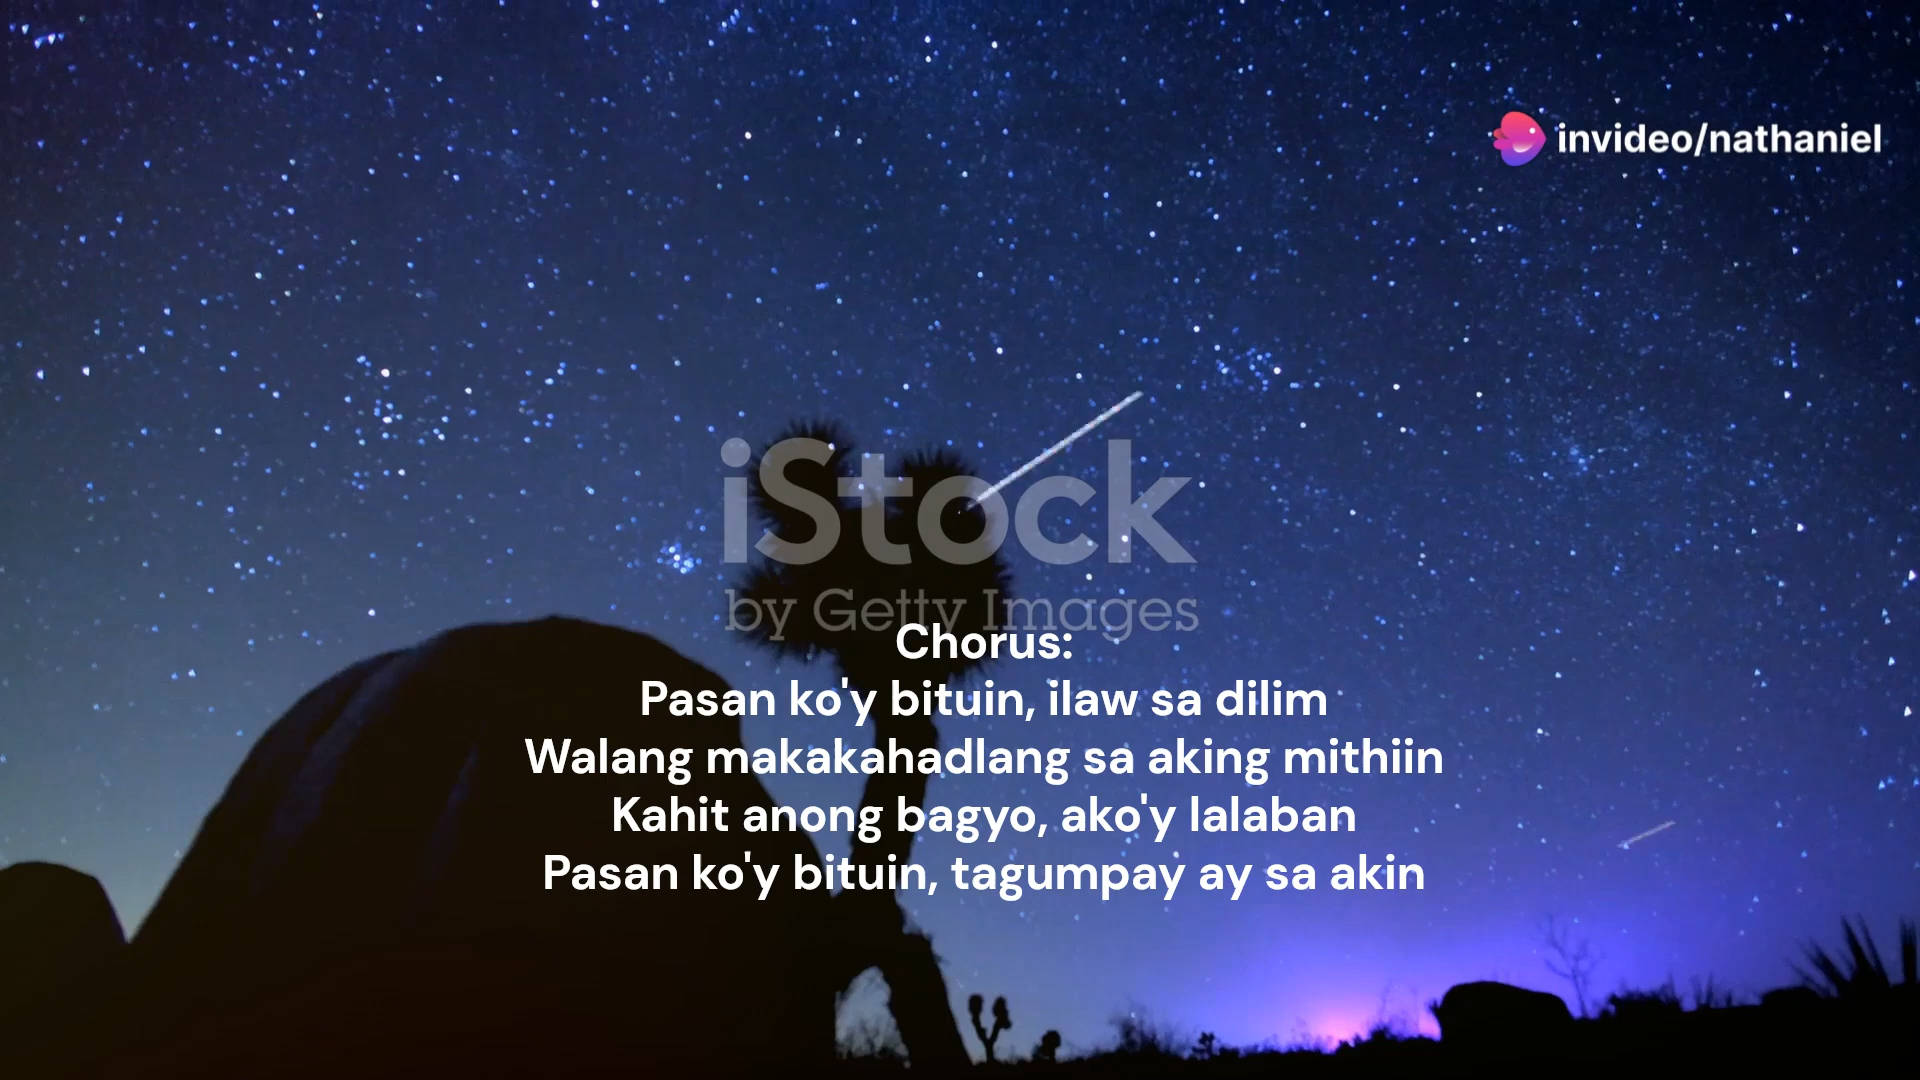 invideo/nathaniel
iStock
by Getty Images
Chorus:
Pasan ko'y bituin, ilaw sa dilim
Walang makakahadlang sa aking mithiin
Kahit anong bagyo, ako'y lalaban
Pasan ko'y bituin, tagumpay ay sa akin